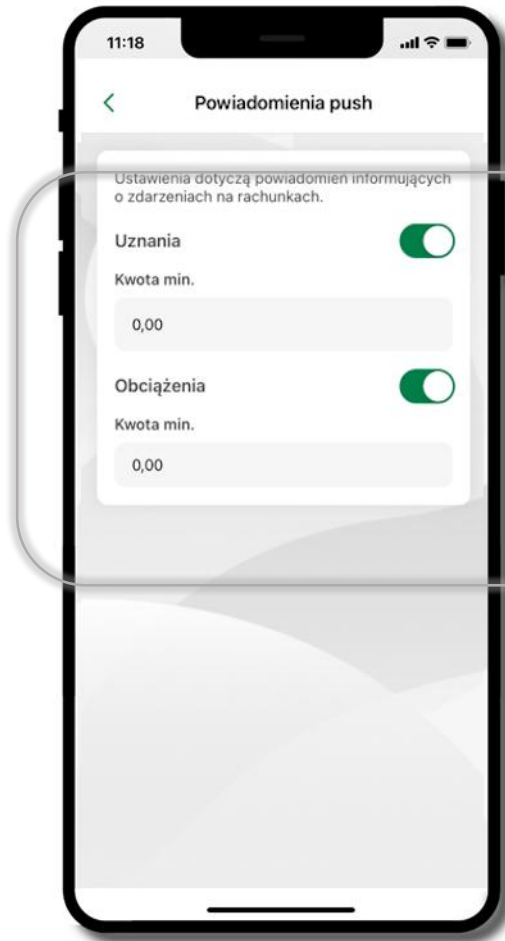 11:18
Powiadomienia push
Ustawienia dotyczą powiadomień informujących
o zdarzeniach na rachunkach.
Uznania
Kwota min.
0,00
Obciążenia
Kwota min.
0,00